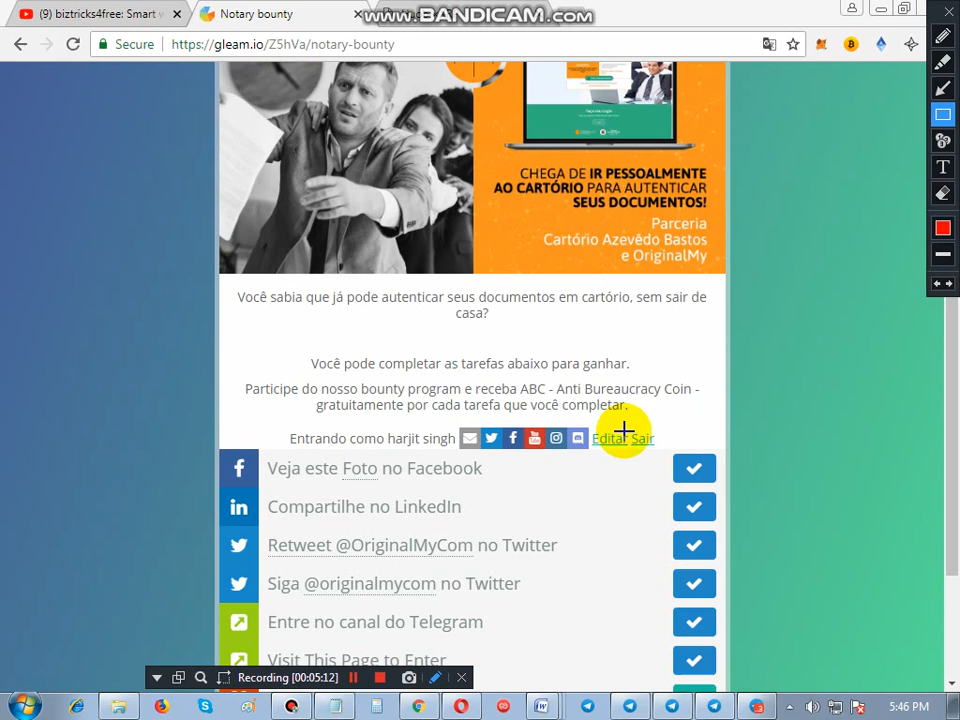 (9) biztricks4free: Smart
Notary bounty
www.BANDICAM.com
Secure
https://gleam.io/Z5hVa/notary-bounty
CHEGA DE IR PESSOALMENTE
AO CARTÓRIO PARA AUTENTICAR
SEUS DOCUMENTOS!
Parceria
Cartório Azevêdo Bastos
e OriginalMy
Você sabia que já pode autenticar seus documentos em cartório, sem sair de
casa?
Você pode completar as tarefas abaixo para ganhar.
Participe do nosso bounty program e receba ABC - Anti Bureaucracy Coin -
gratuitamente por cada tarefa que você completar.
Entrando como harjit singh
Editar Sair
Veja este Foto no Facebook
Compartilhe no LinkedIn
Retweet @OriginalMyCom no Twitter
Siga @originalmycom no Twitter
Entre no canal do Telegram
Visit This Page to Enter
Recording [00:05:12]
5:46 PM